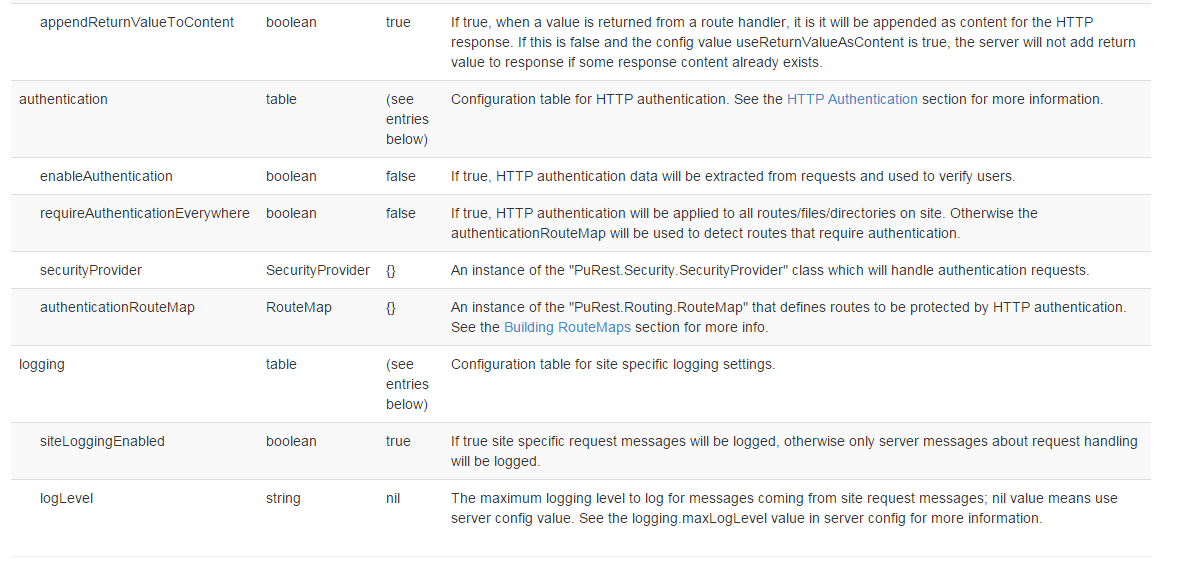 appendReturnValueToContent boolean true If true, when a value is returned from a route handler, it is it will be appended as content for the HTTP
response. If this is false and the config value useReturnValueAsContent is true, the server will not add return
value to response if some response content already exists.
authentication table (see Configuration table for HTTP authentication. See the HTTP Authentication section for more information.
entries
below)
enableAuthentication boolean false If true, HTTP authentication data will be extracted from requests and used to verify users.
requireAuthenticationEverywhere boolean false If true, HTTP authentication will be applied to all routes/files/directories on site. Otherwise the
authenticationRouteMap will be used to detect routes that require authentication.
securityProvider SecurityProvider {} An instance of the "PuRest.Security.SecurityProvider" class which will handle authentication requests.
authenticationRouteMap RouteMap {} An instance of the "PuRest.Routing.RouteMap" that defines routes to be protected by HTTP authentication.
See the Building RouteMaps section for more info.
logging table (see Configuration table for site specific logging settings.
entries
below)
siteLoggingEnabled boolean true If true site specific request messages will be logged, otherwise only server messages about request handling
will be logged.
logLevel string nil The maximum logging level to log for messages coming from site request messages; nil value means use
server config value. See the logging.maxLogLevel value in server config for more information.